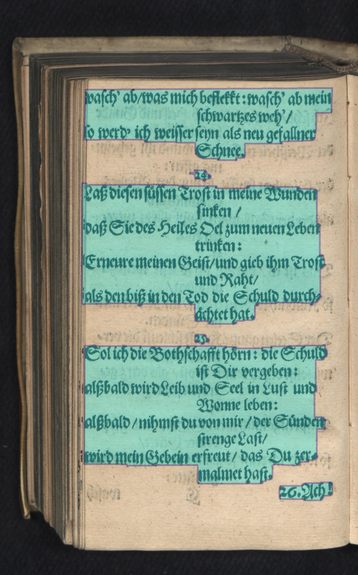 wasch' ab/was mich beflekkt: wasch' ab mein
schwartzes weh'/
so werd' ich weisser seyn als neu gefallner
Schnee.
24.
Laß diesen süssen Trost in meine Wunden
sinken /
daß Sie des Heiles Oel zum neuen Leben
trinken:
Erneure meinen Geist/und gieb ihm Trost
und Raht/
als den biß in den Tod die Schuld durch-
ächtet hat.
25.
Sol ich die Bothschafft hörn: die Schuld
ist Dir vergeben:
alßbald wird Leib und Seel in Lust und
Wonne leben:
alßbald / nihmst du von mir / der Sünden
strenge Last/
wird mein Gebein erfreut / das Du zer-
malmet hast.
26. Ach!